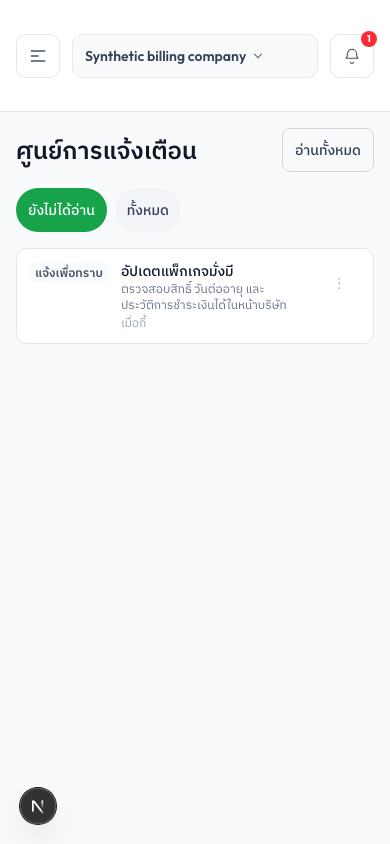 Synthetic billing company
1
ศูนย์การแจ้งเตือน
อ่านทั้งหมด
ยังไม่ได้อ่าน
ทั้งหมด
แจ้งเพื่อทราบ
อัปเดตแพ็กเกจมั่งมี
ตรวจสอบสิทธิ์ วันต่ออายุ และ
ประวัติการชำระเงินได้ในหน้าบริษัท
เมื่อกี้
N